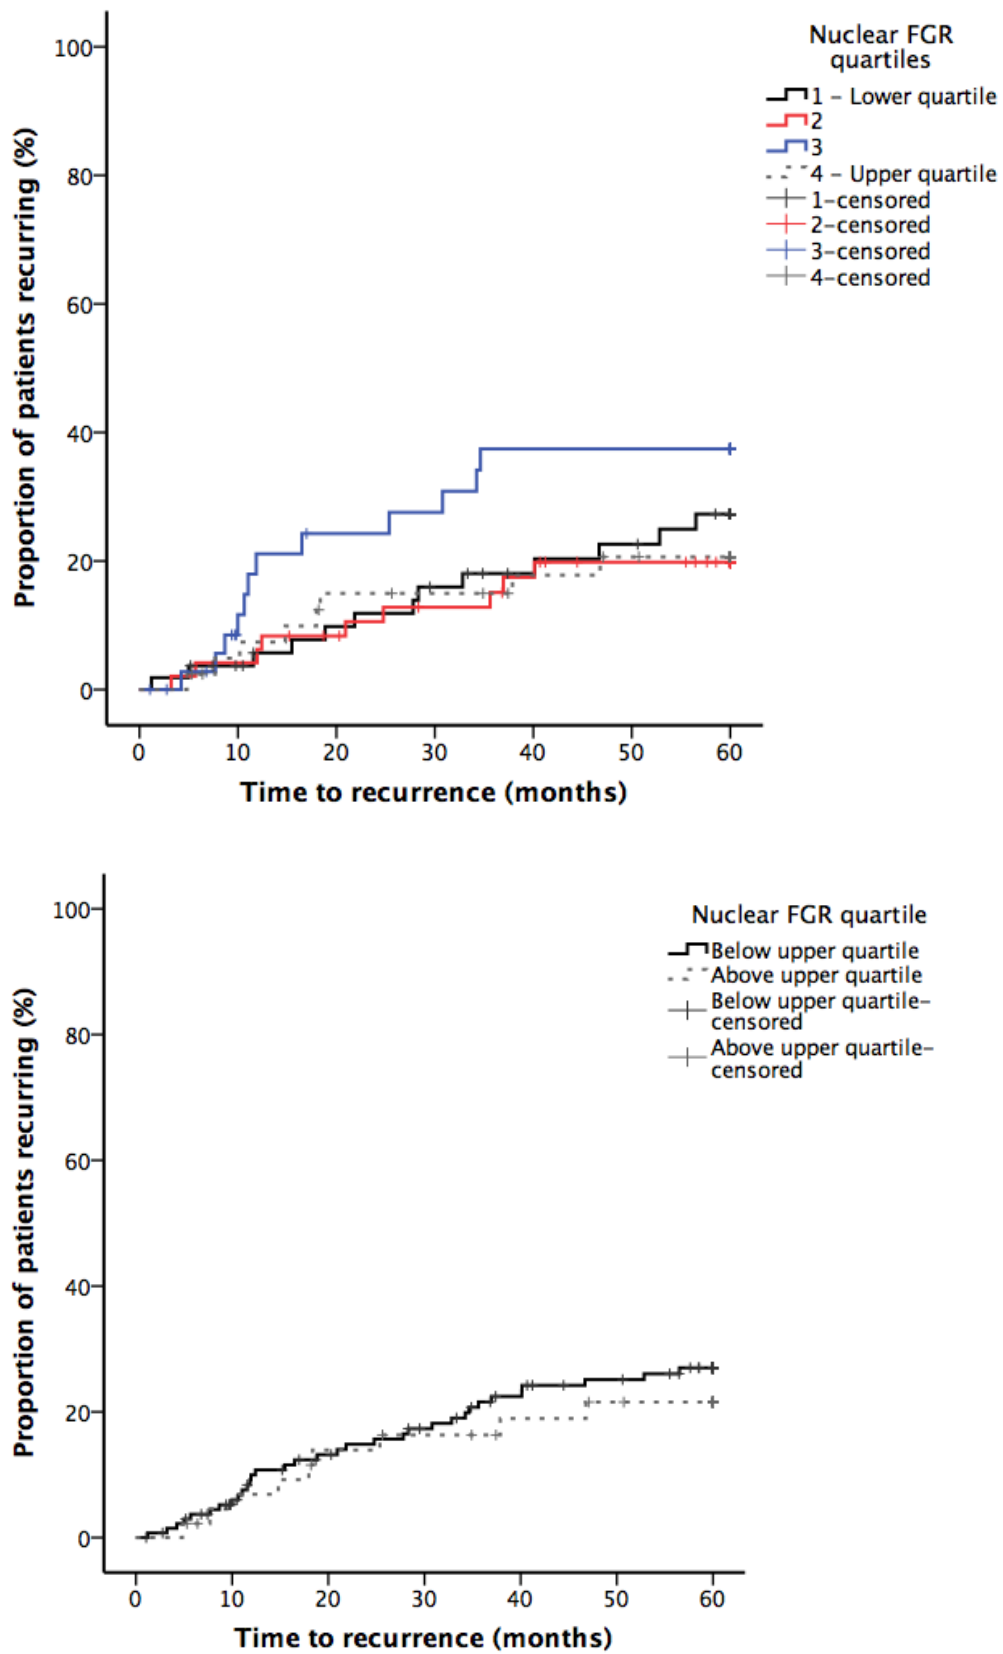 Nuclear FGR
quartiles
1 – Lower quartile
2
3
4 – Upper quartile
1–censored
2–censored
3–censored
4–censored
Proportion of patients recurring (%)
100
80
60
40
20
0
0 10 20 30 40 50 60
Time to recurrence (months)
Nuclear FGR quartile
Below upper quartile
Above upper quartile
Below upper quartile–
censored
Above upper quartile–
censored
Proportion of patients recurring (%)
100
80
60
40
20
0
0 10 20 30 40 50 60
Time to recurrence (months)